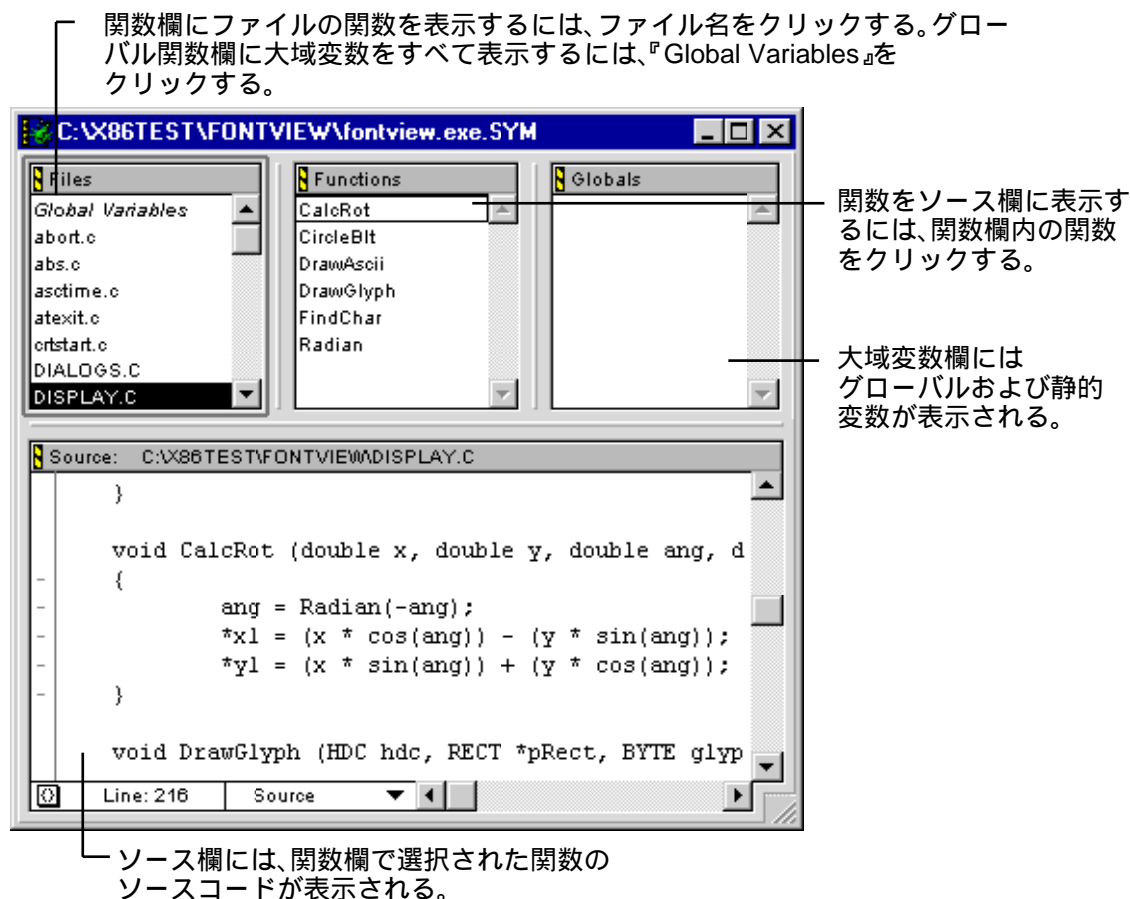 関数欄にファイルの関数を表示するには、ファイル名をクリックする。グロー
バル関数欄に大域変数をすべて表示するには、『Global Variables』を
クリックする。
C:\X86TEST\FONTVIEW\fontview.exe.SYM
Files
Global Variables
abort.c
abs.c
asctime.c
atexit.c
crtstart.c
DIALOGS.C
DISPLAY.C
Functions
CalcRot
CircleBlt
DrawAscii
DrawGlyph
FindChar
Radian
Globals
関数をソース欄に表示す
るには、関数欄内の関数
をクリックする。
大域変数欄には
グローバルおよび静的
変数が表示される。
Source: C:\X86TEST\FONTVIEW\DISPLAY.C
}
void CalcRot (double x, double y, double ang, d
{
ang = Radian(-ang);
*xl = (x * cos(ang)) - (y * sin(ang));
*yl = (x * sin(ang)) + (y * cos(ang));
}
void DrawGlyph (HDC hdc, RECT *pRect, BYTE glyp
Line: 216 Source
ソース欄には、関数欄で選択された関数の
ソースコードが表示される。